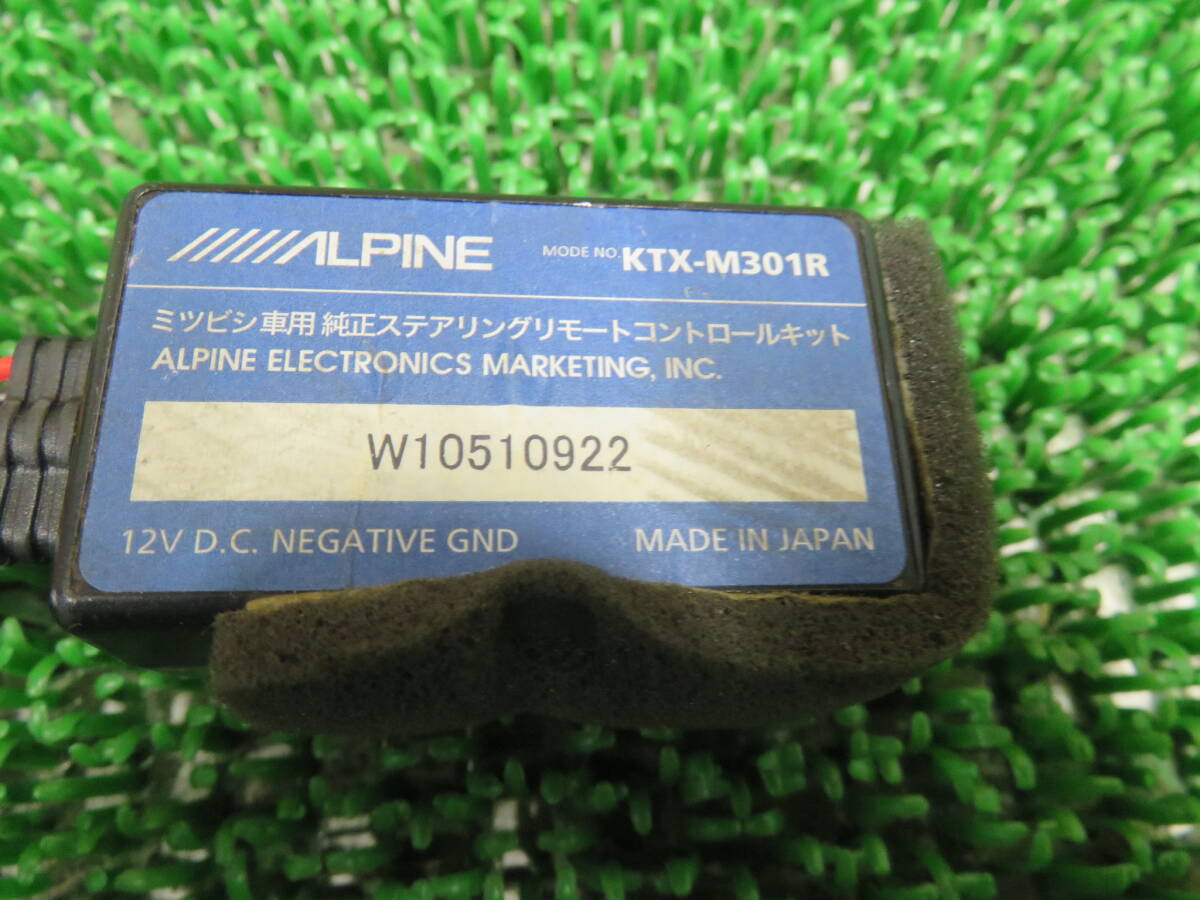 ALPINE MODE NO. KTX-M301R
ミツビシ車用 純正ステアリングリモートコントロールキット
ALPINE ELECTRONICS MARKETING, INC.
W10510922
12V D.C. NEGATIVE GND MADE IN JAPAN